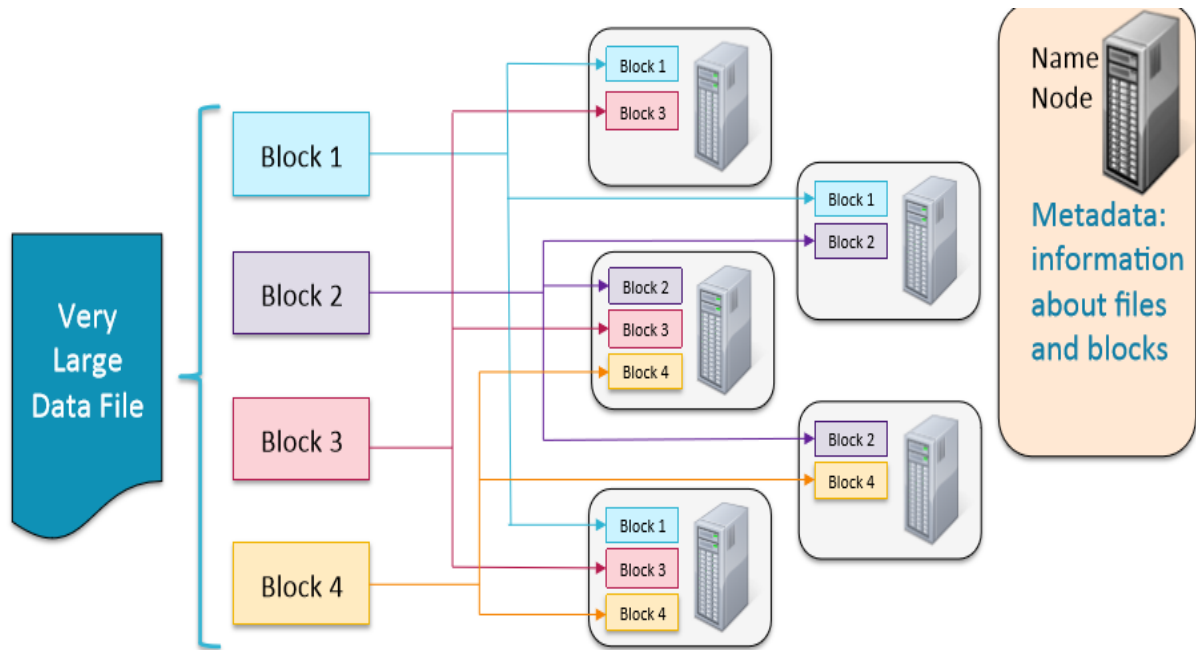 Very
Large
Data File
Block 1
Block 2
Block 3
Block 4
Block 1
Block 3
Block 1
Block 2
Block 2
Block 3
Block 4
Block 2
Block 4
Block 1
Block 3
Block 4
Name
Node
Metadata:
information
about files
and blocks